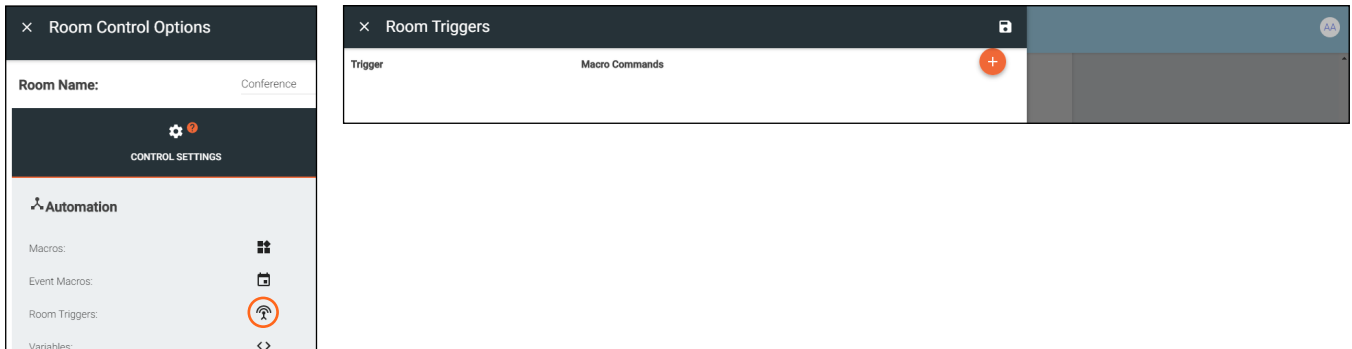 × Room Control Options
Room Name: Conference
?
CONTROL SETTINGS
Automation
Macros:
Event Macros:
Room Triggers:
Variables: <>
× Room Triggers
AA
Trigger Macro Commands +